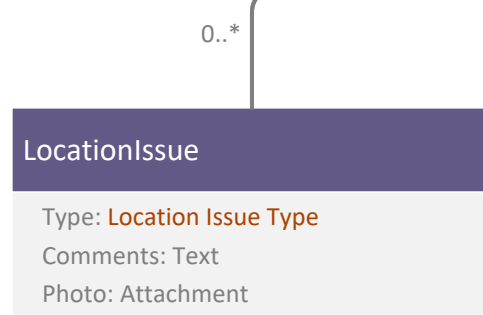 0..*
LocationIssue
Type: Location Issue Type
Comments: Text
Photo: Attachment